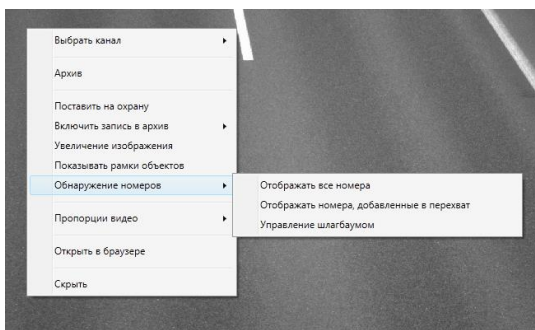 Выбрать канал
Архив
Поставить на охрану
Включить запись в архив
Увеличение изображения
Показывать рамки объектов
Обнаружение номеров
Отображать все номера
Отображать номера, добавленные в перехват
Управление шлагбаумом
Пропорции видео
Открыть в браузере
Скрыть